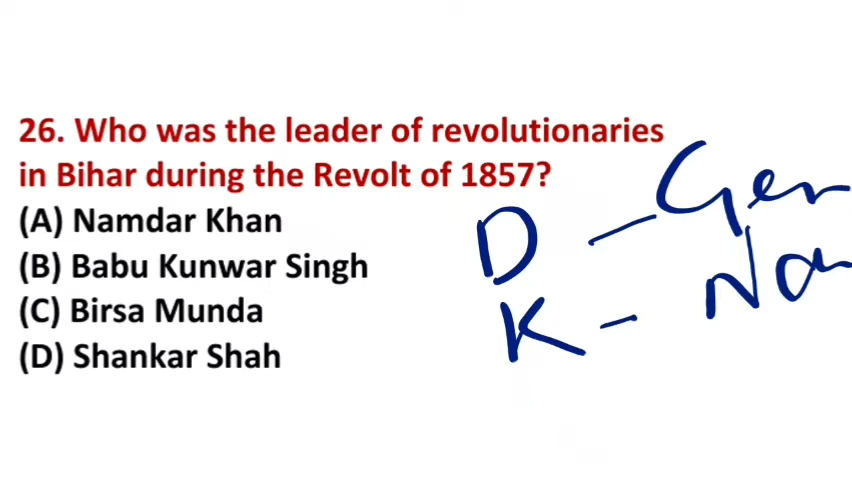 26. Who was the leader of revolutionaries
in Bihar during the Revolt of 1857?
(A) Namdar Khan
(B) Babu Kunwar Singh
(C) Birsa Munda
(D) Shankar Shah
D – Gen
K – Na